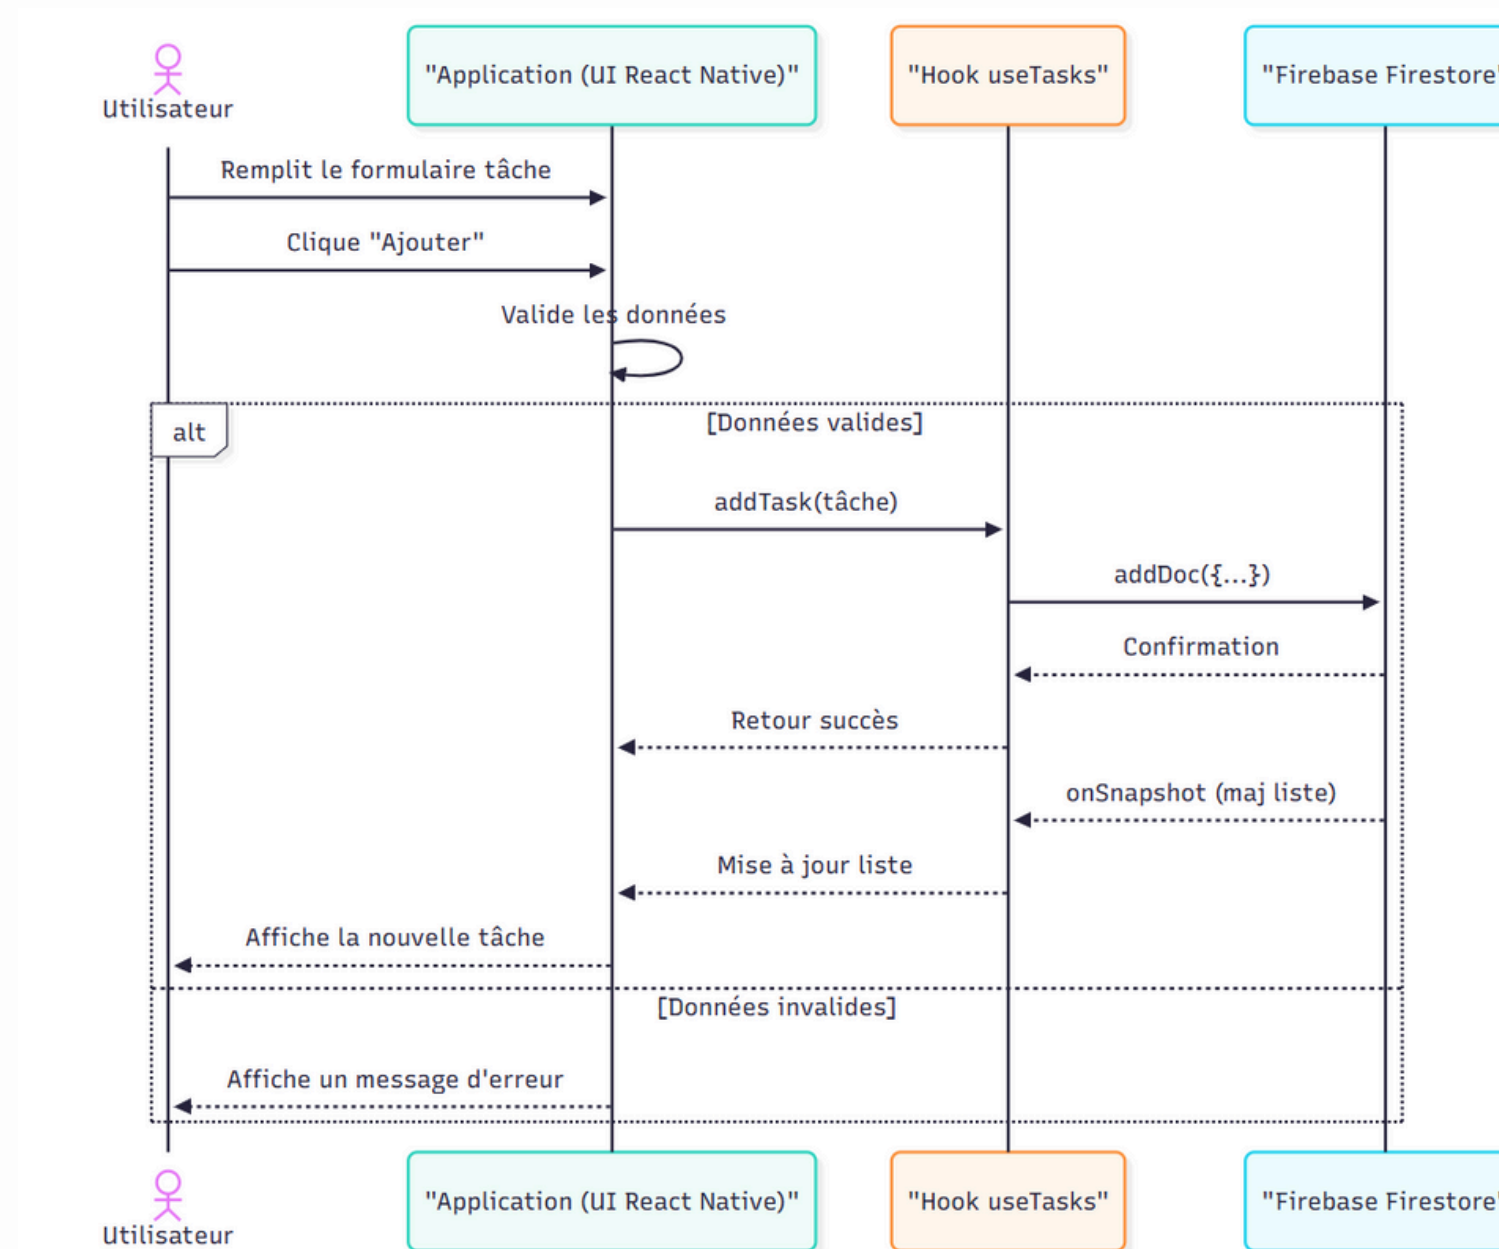 Utilisateur
"Application (UI React Native)"
"Hook useTasks"
"Firebase Firestore"
Remplit le formulaire tâche
Clique "Ajouter"
Valide les données
alt
[Données valides]
addTask(tâche)
addDoc({...})
Confirmation
Retour succès
onSnapshot (maj liste)
Mise à jour liste
Affiche la nouvelle tâche
[Données invalides]
Affiche un message d'erreur
Utilisateur
"Application (UI React Native)"
"Hook useTasks"
"Firebase Firestore"